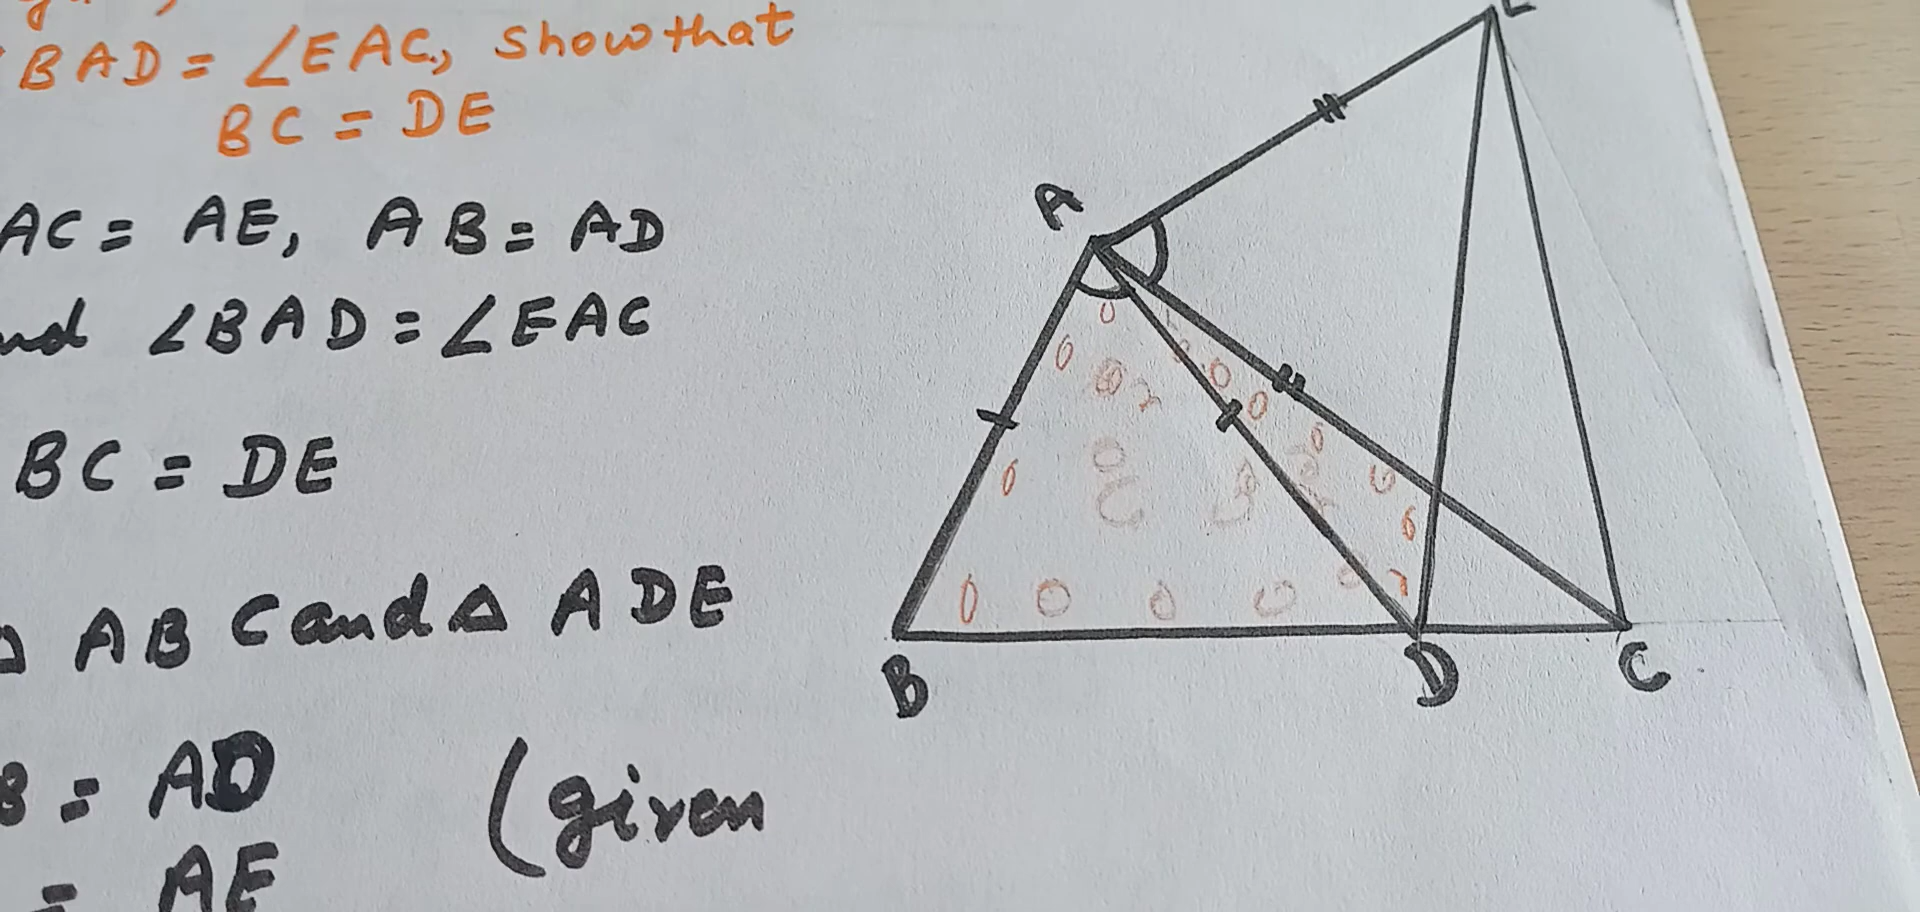 BAD = ∠EAC, show that
BC = DE
AC = AE, AB = AD
∠BAD = ∠EAC
BC = DE
ABC and △ ADE
= AD (given
= AE
A
B
D
C